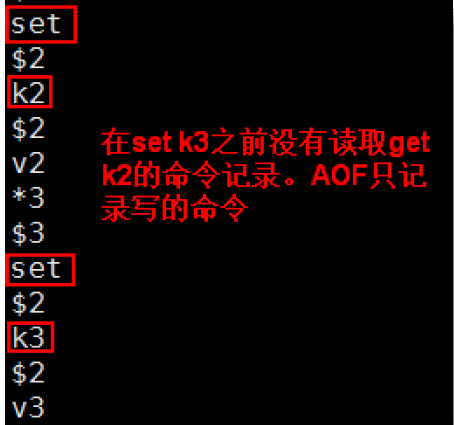 set
$2
k2
$2
v2
*3
$3
set
$2
k3
$2
v3
在set k3之前没有读取get
k2的命令记录。AOF只记
录写的命令